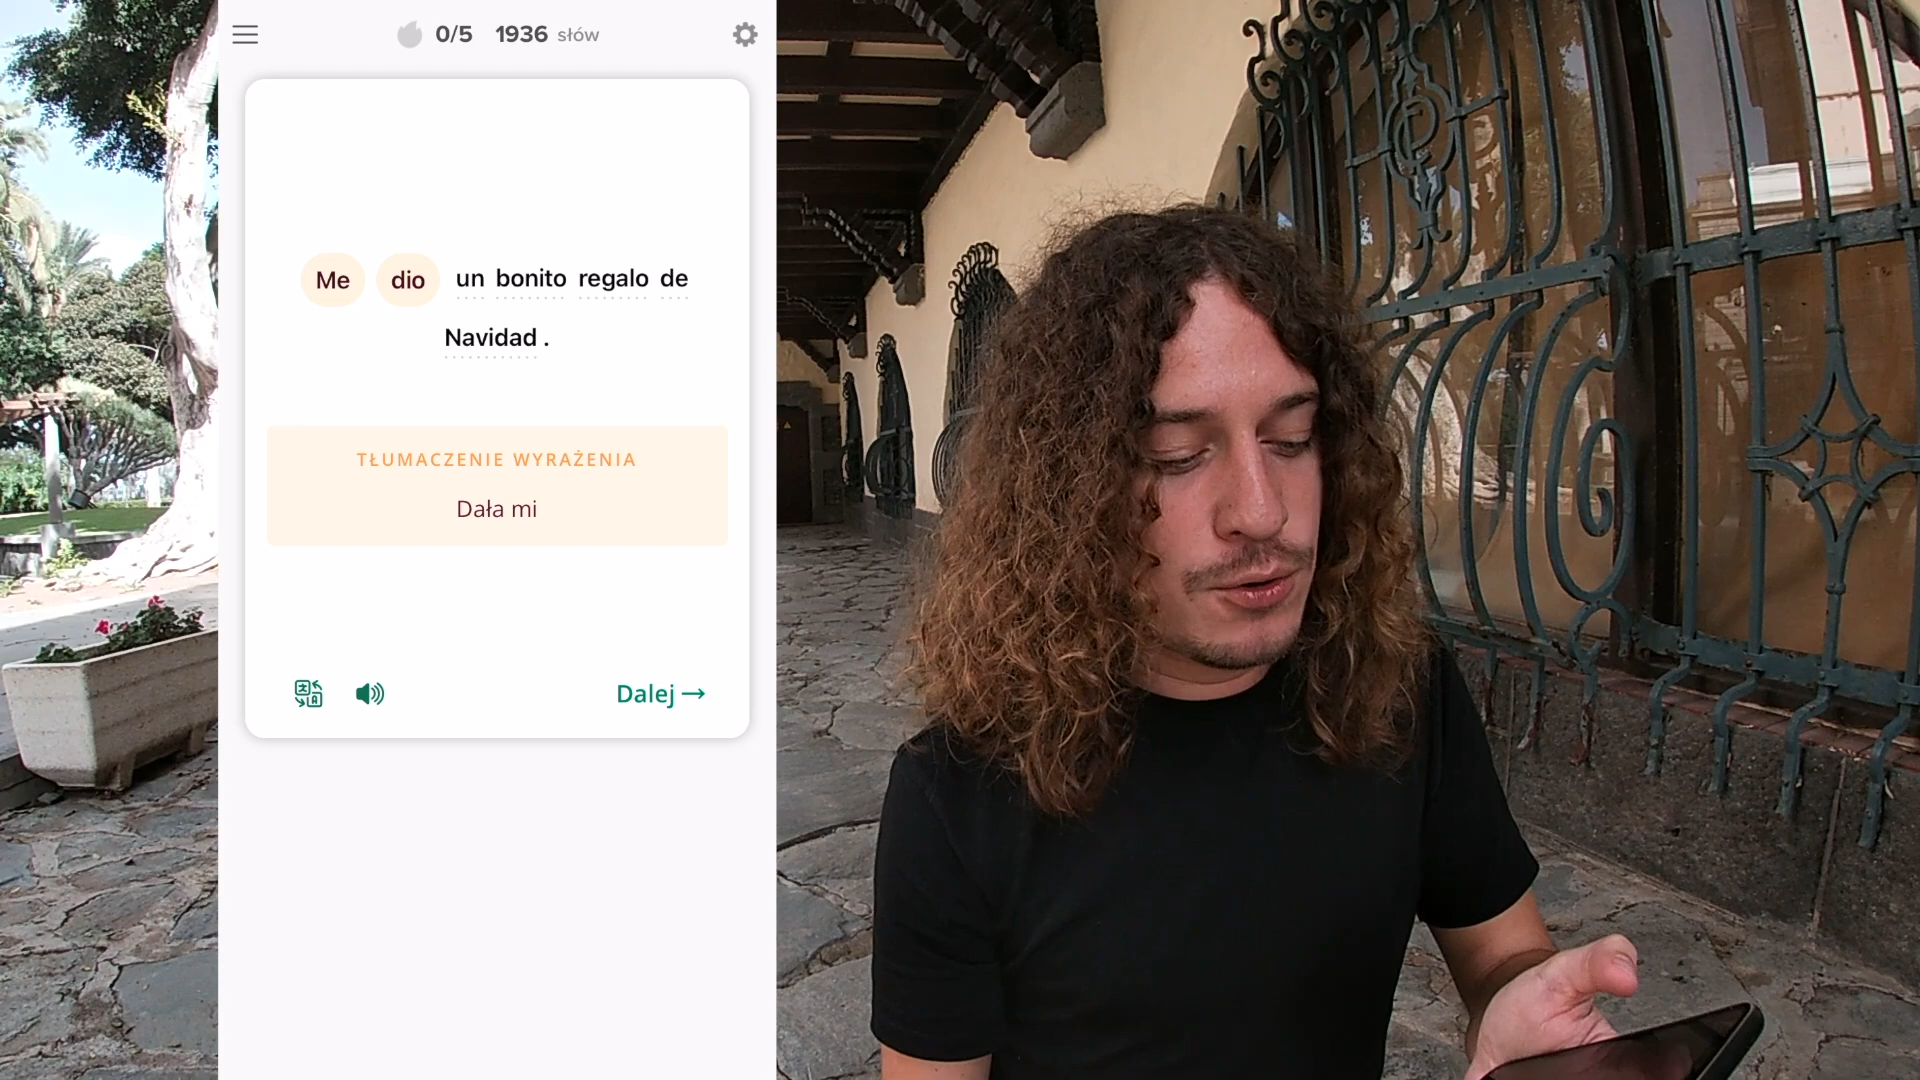 0/5 1936 słów
Me dio un bonito regalo de
Navidad .
TŁUMACZENIE WYRAŻENIA
Dała mi
Dalej →